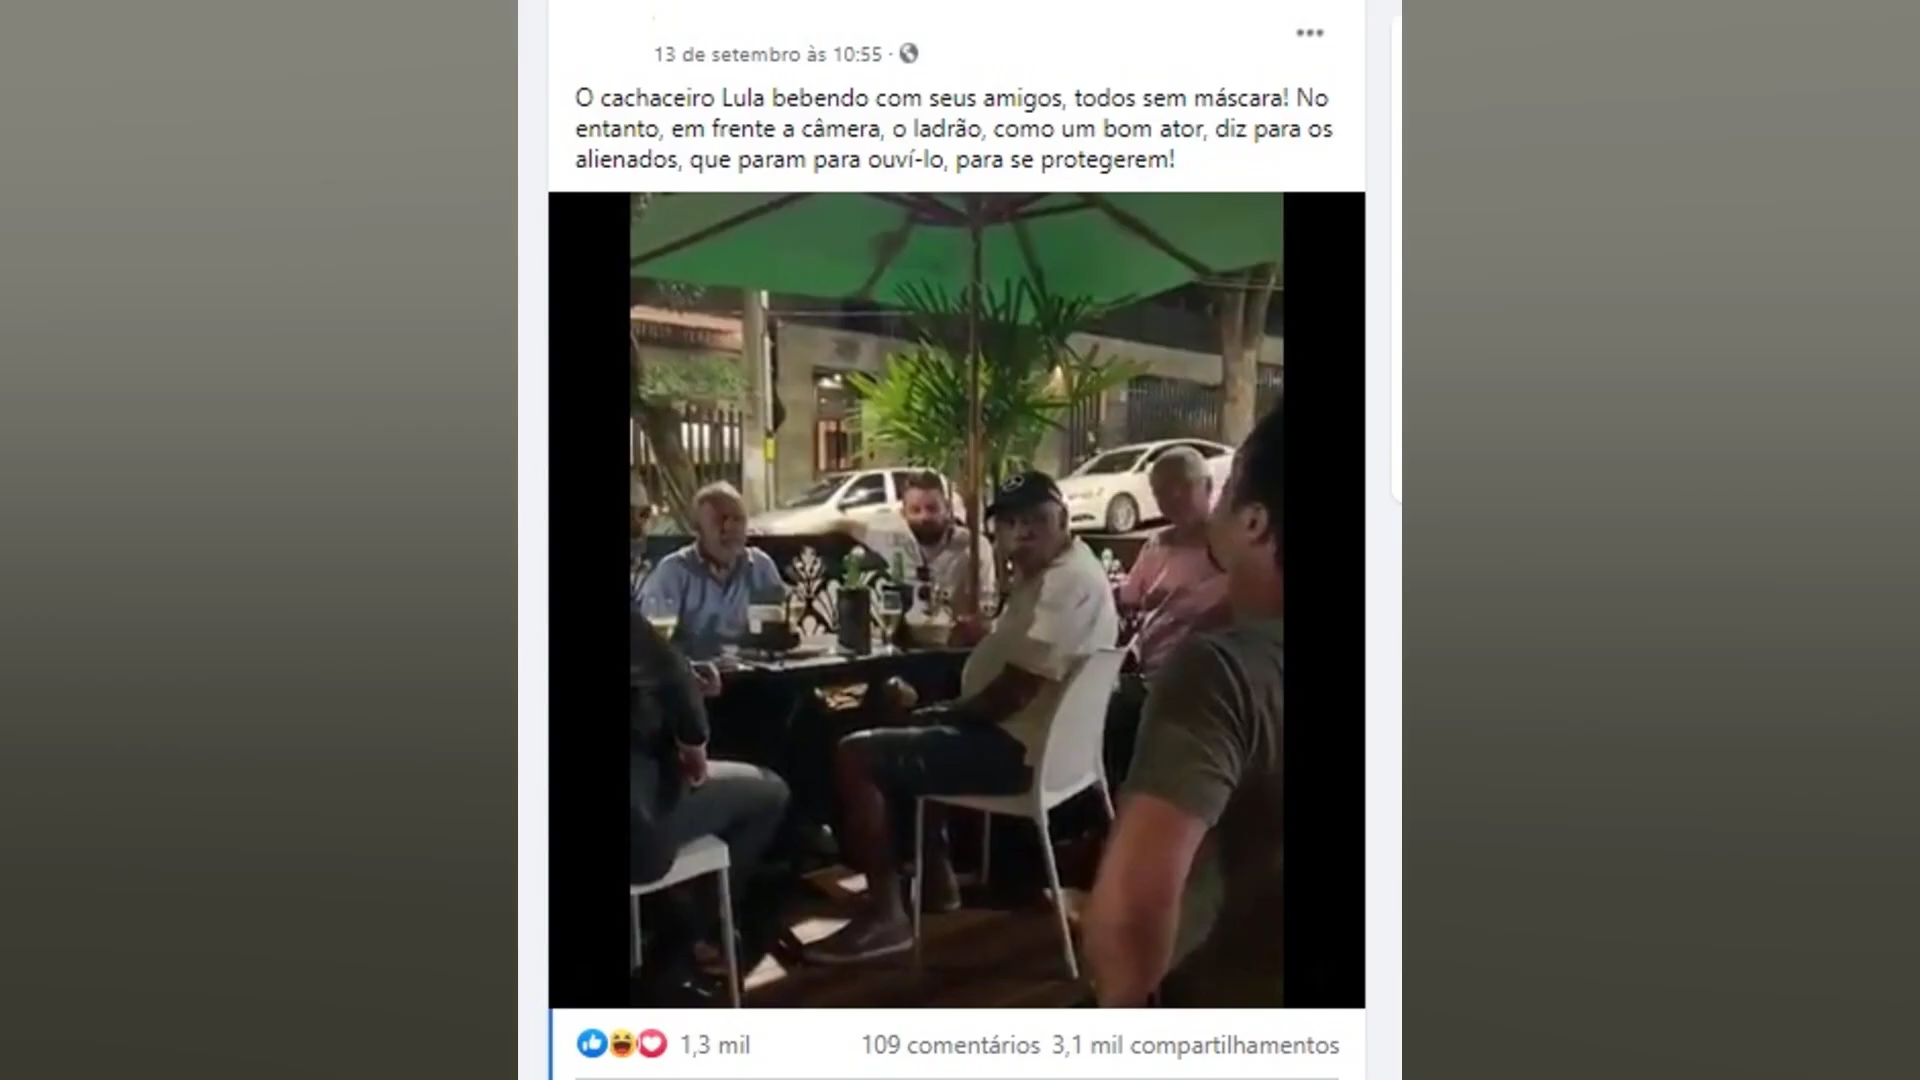 13 de setembro às 10:55 ·
O cachaceiro Lula bebendo com seus amigos, todos sem máscara! No
entanto, em frente a câmera, o ladrão, como um bom ator, diz para os
alienados, que param para ouví-lo, para se protegerem!
1,3 mil 109 comentários 3,1 mil compartilhamentos